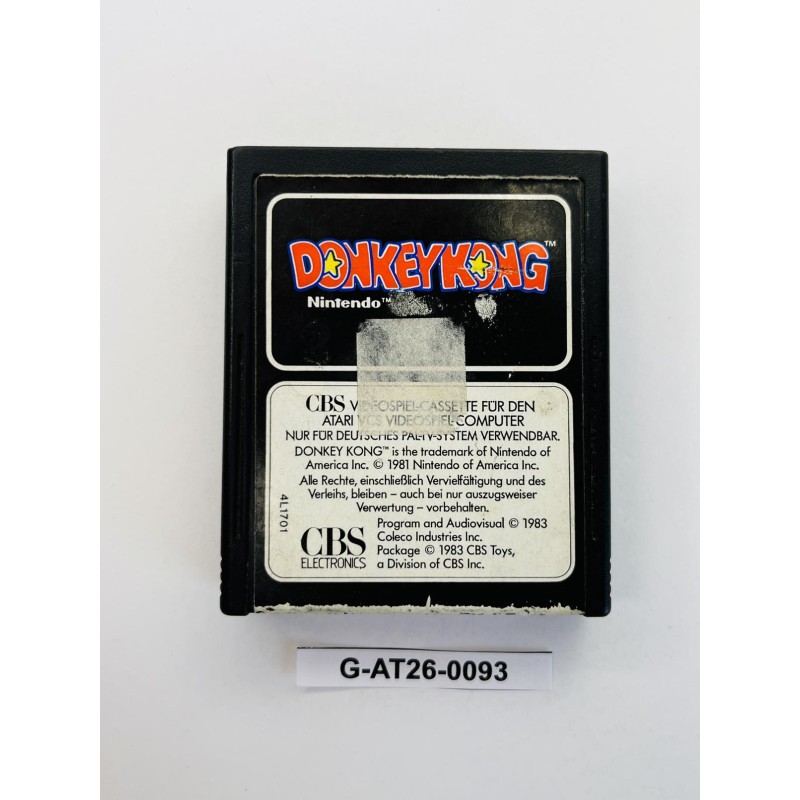 DONKEY KONG™
Nintendo™
CBS VIDEOSPIEL-CASSETTE FÜR DEN
ATARI VCS VIDEOSPIEL-COMPUTER
NUR FÜR DEUTSCHES PAL-TV-SYSTEM VERWENDBAR.
DONKEY KONG™ is the trademark of Nintendo of
America Inc. © 1981 Nintendo of America Inc.
Alle Rechte, einschließlich Vervielfältigung und des
Verleihs, bleiben – auch bei nur auszugsweiser
Verwertung – vorbehalten.
4L1701
CBS
ELECTRONICS
Program and Audiovisual © 1983
Coleco Industries Inc.
Package © 1983 CBS Toys,
a Division of CBS Inc.
G-AT26-0093